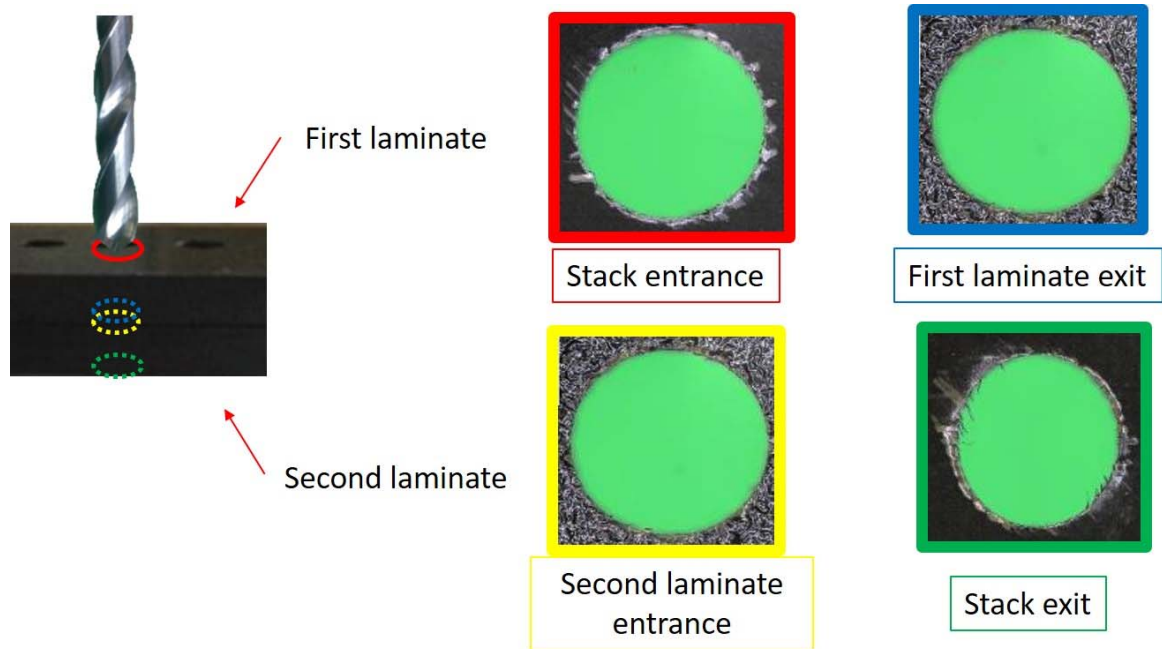 First laminate
Second laminate
Stack entrance
First laminate exit
Second laminate
entrance
Stack exit